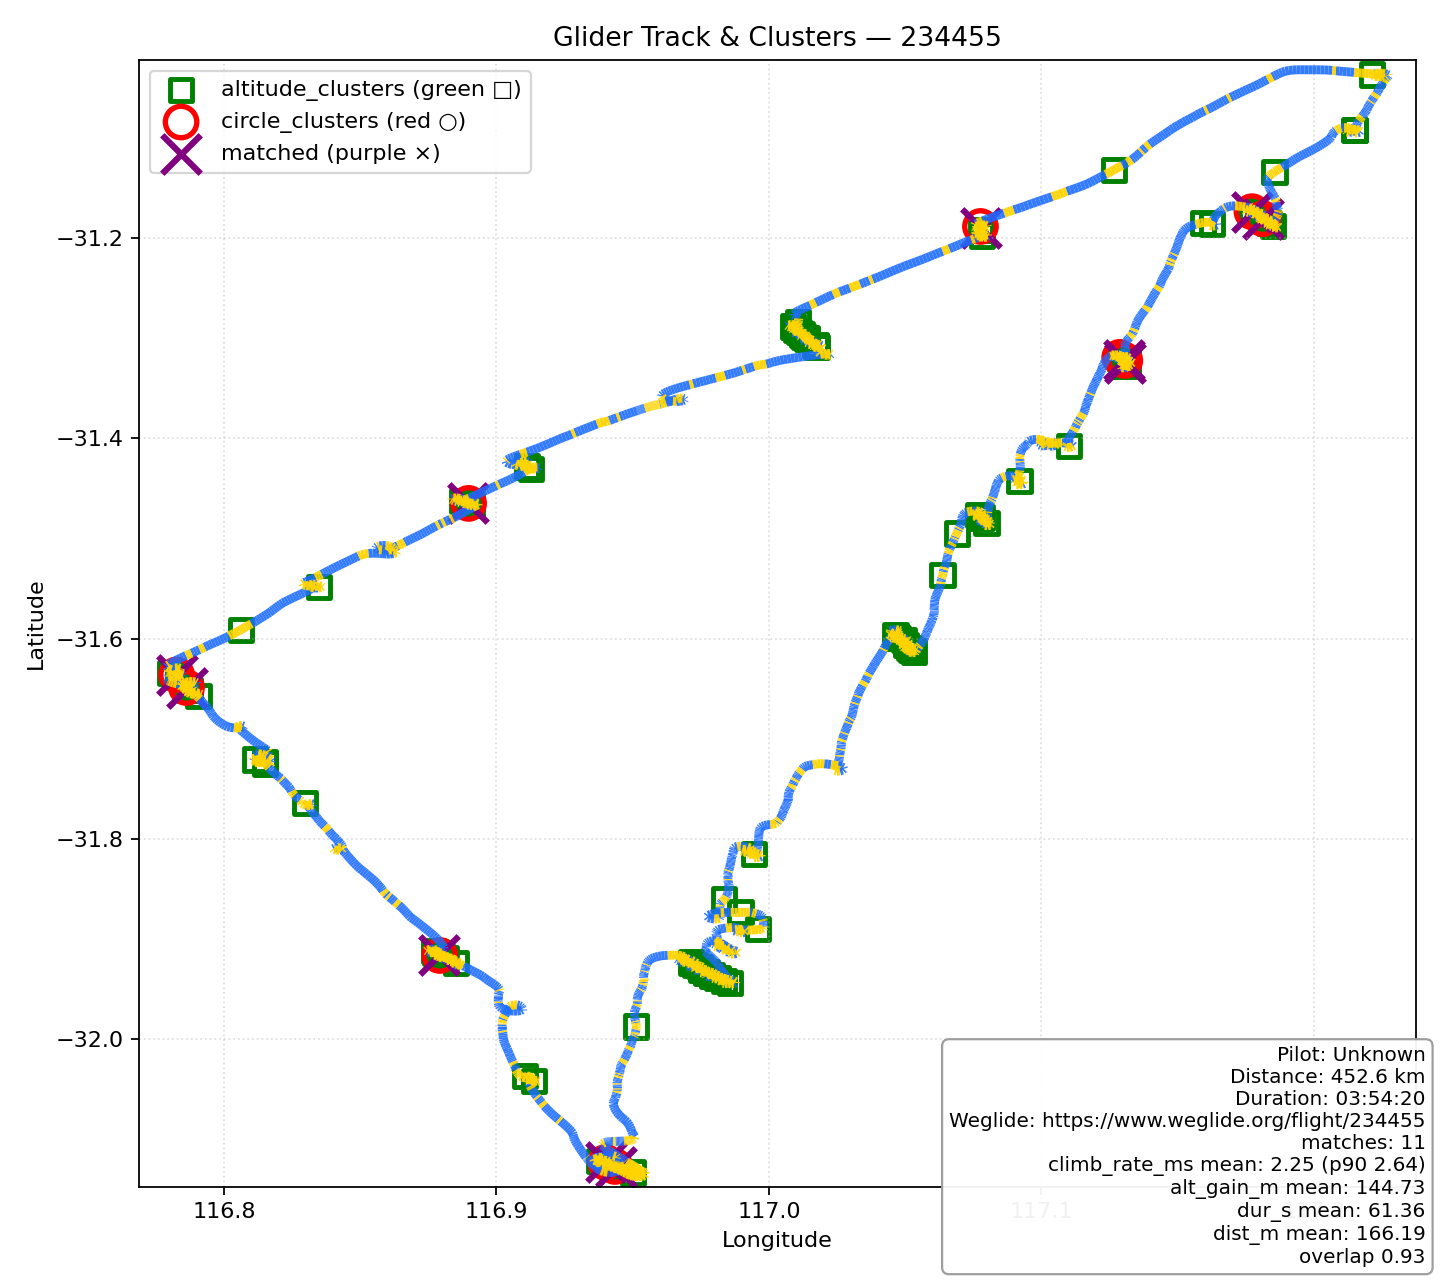 Glider Track & Clusters — 234455
altitude_clusters (green □)
circle_clusters (red ○)
matched (purple ×)
Latitude
−31.2
−31.4
−31.6
−31.8
−32.0
116.8
116.9
117.0
117.1
Longitude
Pilot: Unknown
Distance: 452.6 km
Duration: 03:54:20
Weglide: https://www.weglide.org/flight/234455
matches: 11
climb_rate_ms mean: 2.25 (p90 2.64)
alt_gain_m mean: 144.73
dur_s mean: 61.36
dist_m mean: 166.19
overlap 0.93